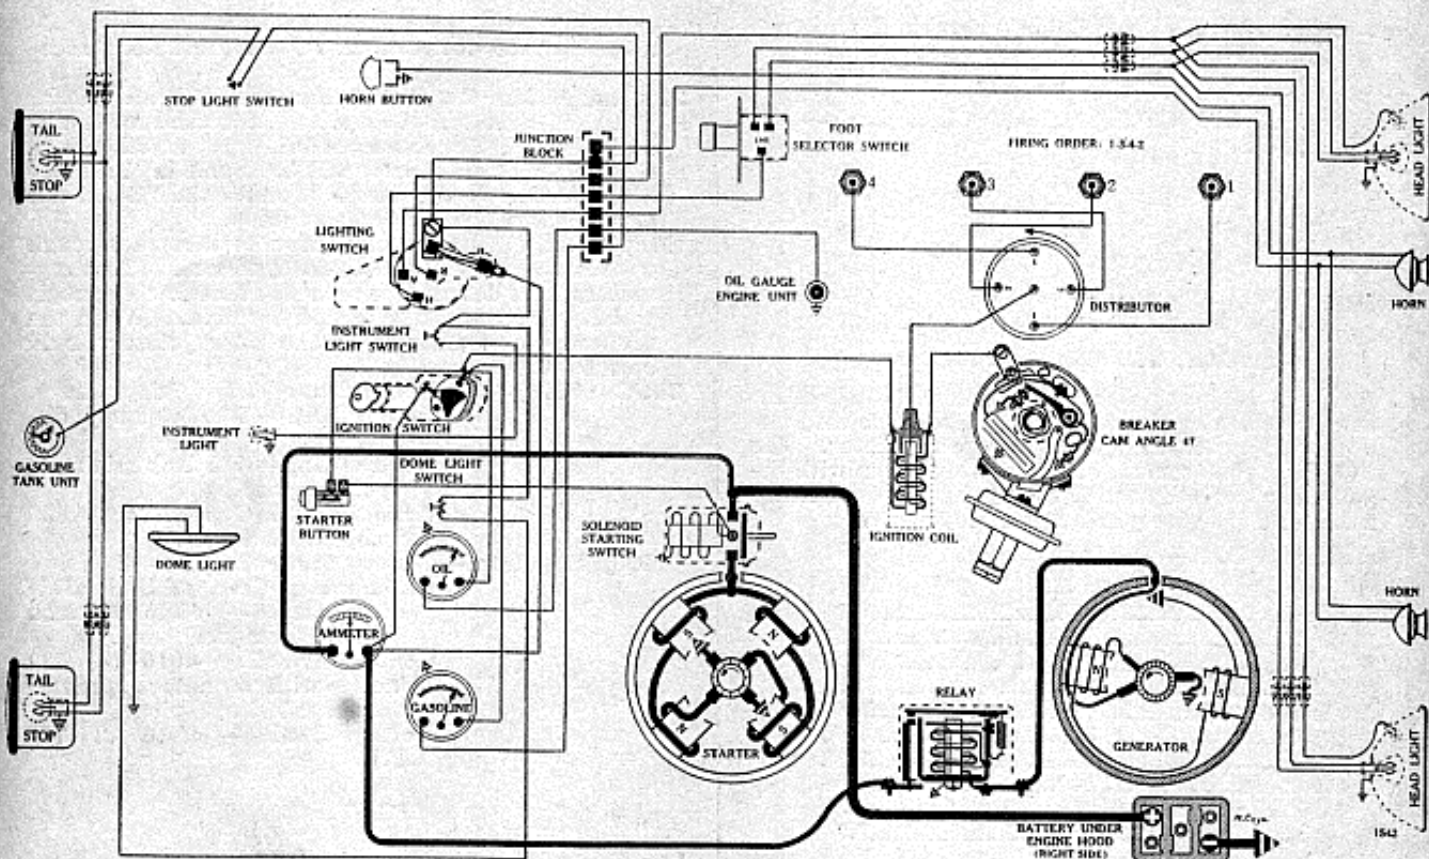 STOP LIGHT SWITCH
HORN BUTTON
TAIL
STOP
JUNCTION
BLOCK
FOOT
SELECTOR SWITCH
FIRING ORDER: 1-3-4-2
HEAD LIGHT
4
3
2
1
LIGHTING
SWITCH
OIL GAUGE
ENGINE UNIT
DISTRIBUTOR
HORN
INSTRUMENT
LIGHT SWITCH
IGNITION SWITCH
INSTRUMENT
LIGHT
GASOLINE
TANK UNIT
BREAKER
CAM ANGLE 47
DOME LIGHT
SWITCH
STARTER
BUTTON
SOLENOID
STARTING
SWITCH
IGNITION COIL
DOME LIGHT
OIL
HORN
AMMETER
TAIL
STOP
GASOLINE
N
S
N
S
STARTER
RELAY
N
S
GENERATOR
HEAD LIGHT
BATTERY UNDER
ENGINE HOOD
(RIGHT SIDE)
1542